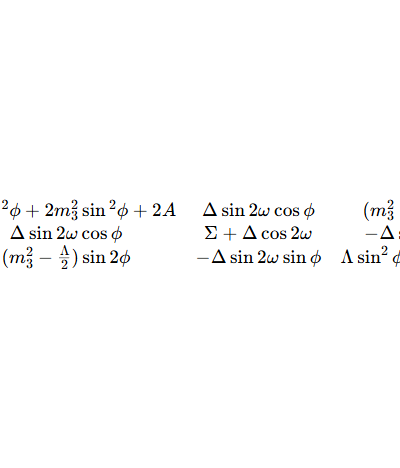 ²ϕ + 2m₃² sin²ϕ + 2A Δ sin 2ω cos ϕ (m₃²
Δ sin 2ω cos ϕ Σ + Δ cos 2ω −Δ
(m₃² − Λ/2) sin 2ϕ −Δ sin 2ω sin ϕ Λ sin² ϕ